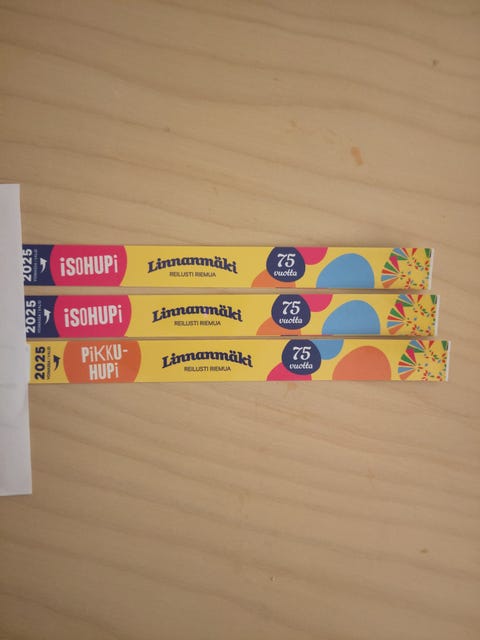 2025
iSOHUPi
Linnanmäki
REILUSTI RIEMUA
75
vuotta
2025
iSOHUPi
Linnanmäki
REILUSTI RIEMUA
75
vuotta
2025
PiKKU-
HUPi
Linnanmäki
REILUSTI RIEMUA
75
vuotta